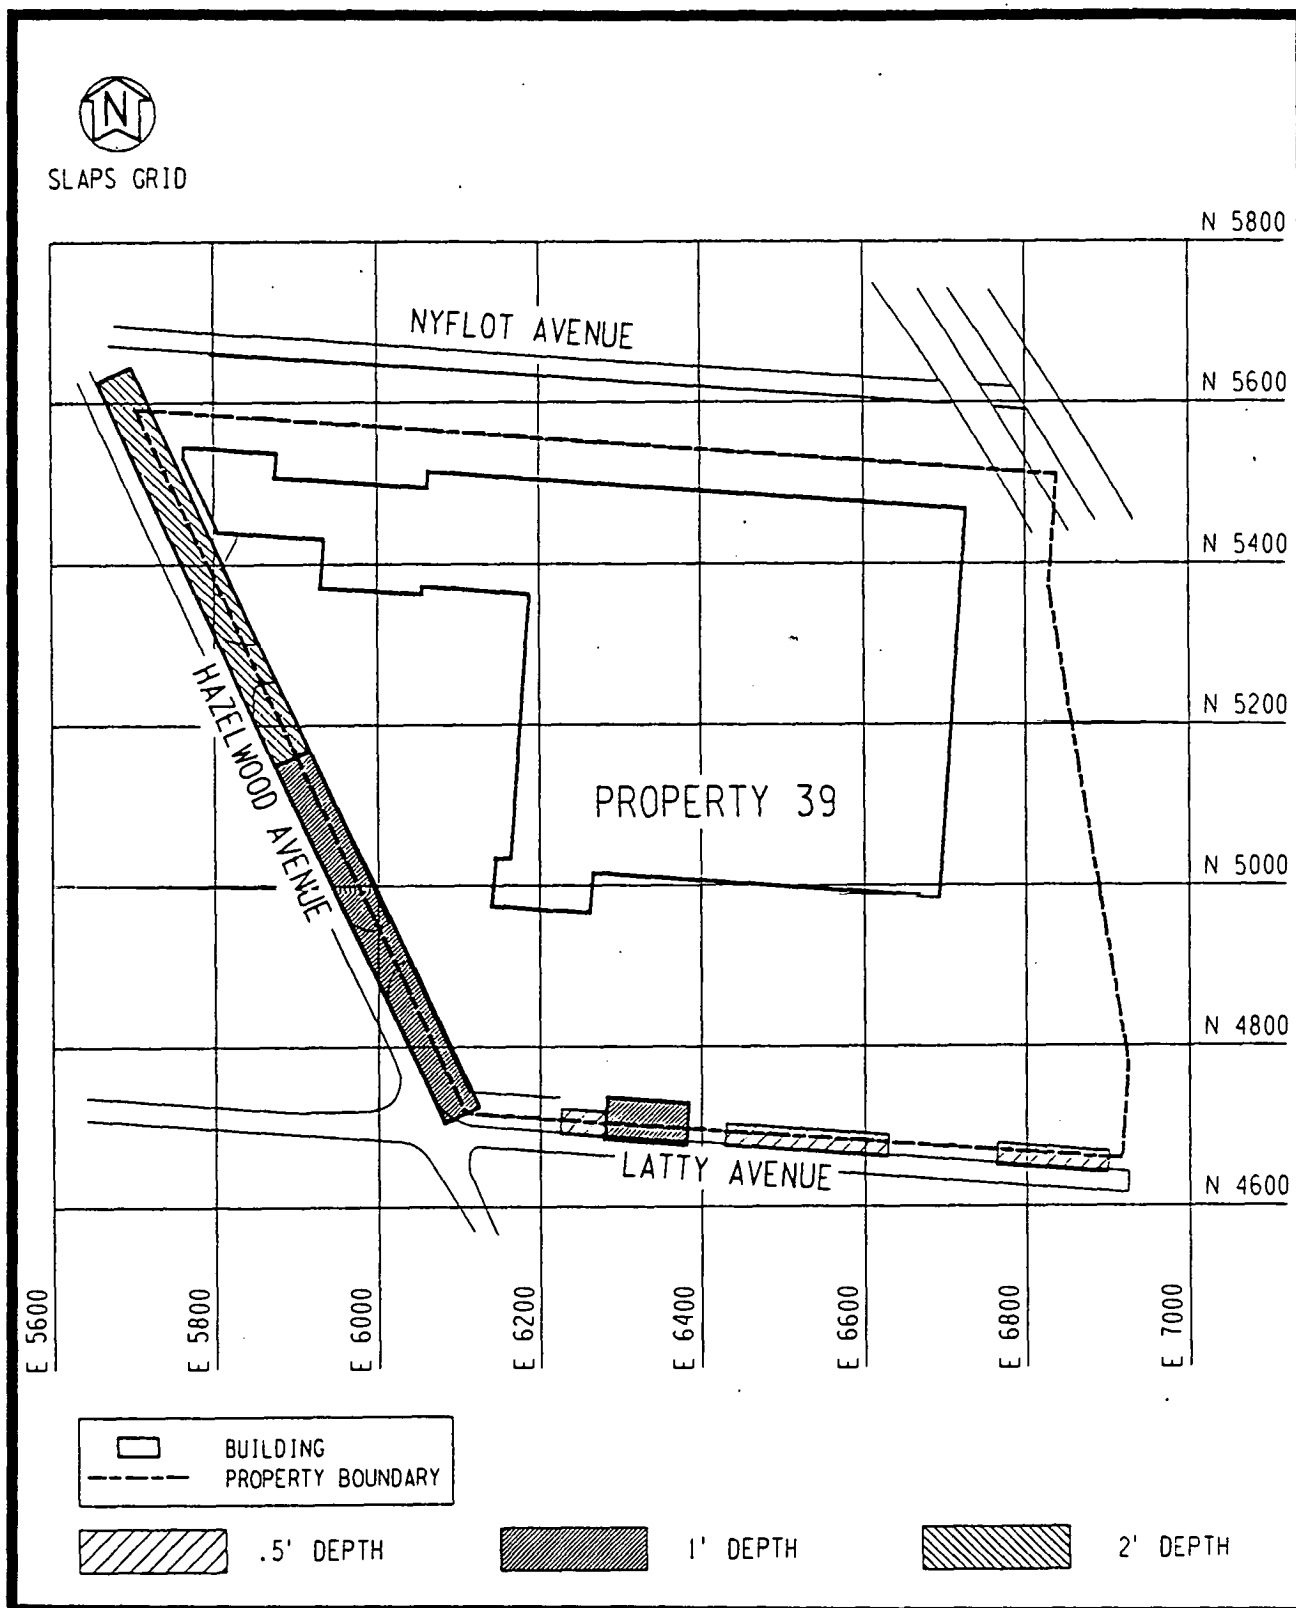 N
SLAPS GRID
N 5800
NYFLOT AVENUE
N 5600
N 5400
HAZELWOOD AVENUE
N 5200
PROPERTY 39
N 5000
N 4800
LATTY AVENUE
N 4600
E 5600
E 5800
E 6000
E 6200
E 6400
E 6600
E 6800
E 7000
BUILDING
PROPERTY BOUNDARY
.5' DEPTH
1' DEPTH
2' DEPTH